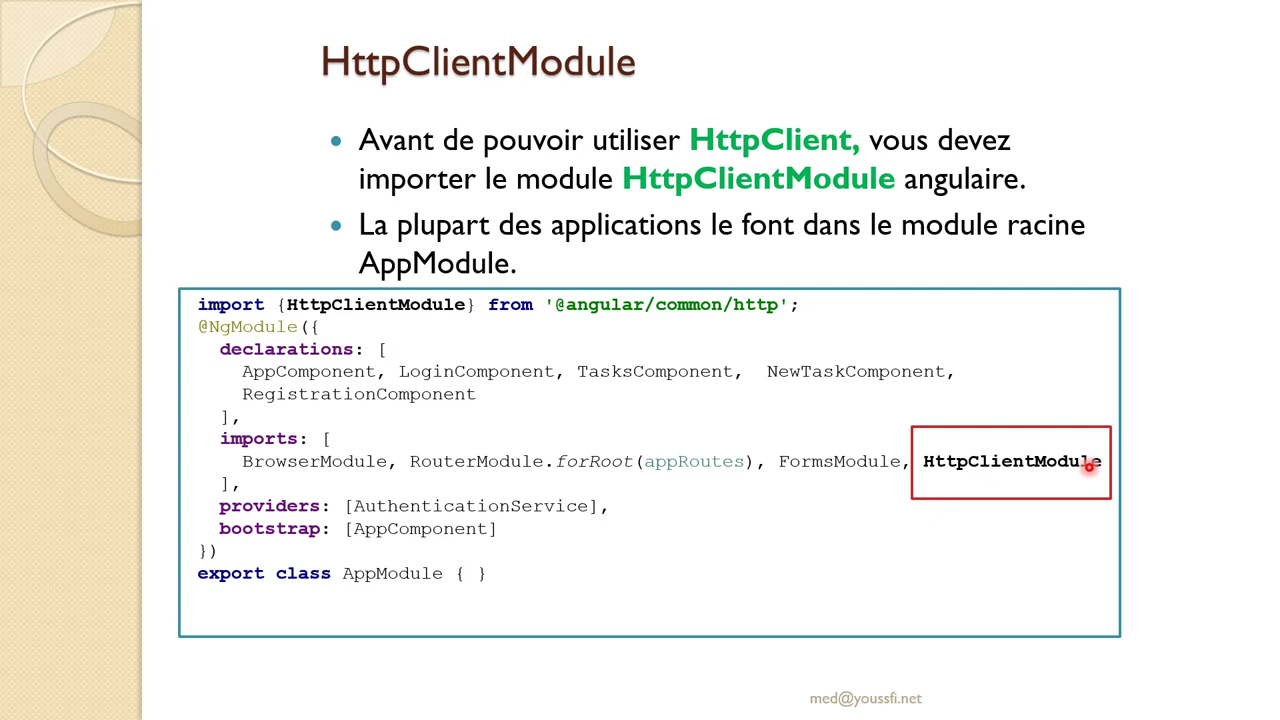 HttpClientModule
• Avant de pouvoir utiliser HttpClient, vous devez
importer le module HttpClientModule angulaire.
• La plupart des applications le font dans le module racine
AppModule.
import {HttpClientModule} from '@angular/common/http';
@NgModule({
  declarations: [
    AppComponent, LoginComponent, TasksComponent,  NewTaskComponent,
    RegistrationComponent
  ],
  imports: [
    BrowserModule, RouterModule.forRoot(appRoutes), FormsModule, HttpClientModule
  ],
  providers: [AuthenticationService],
  bootstrap: [AppComponent]
})
export class AppModule { }
med@youssfi.net